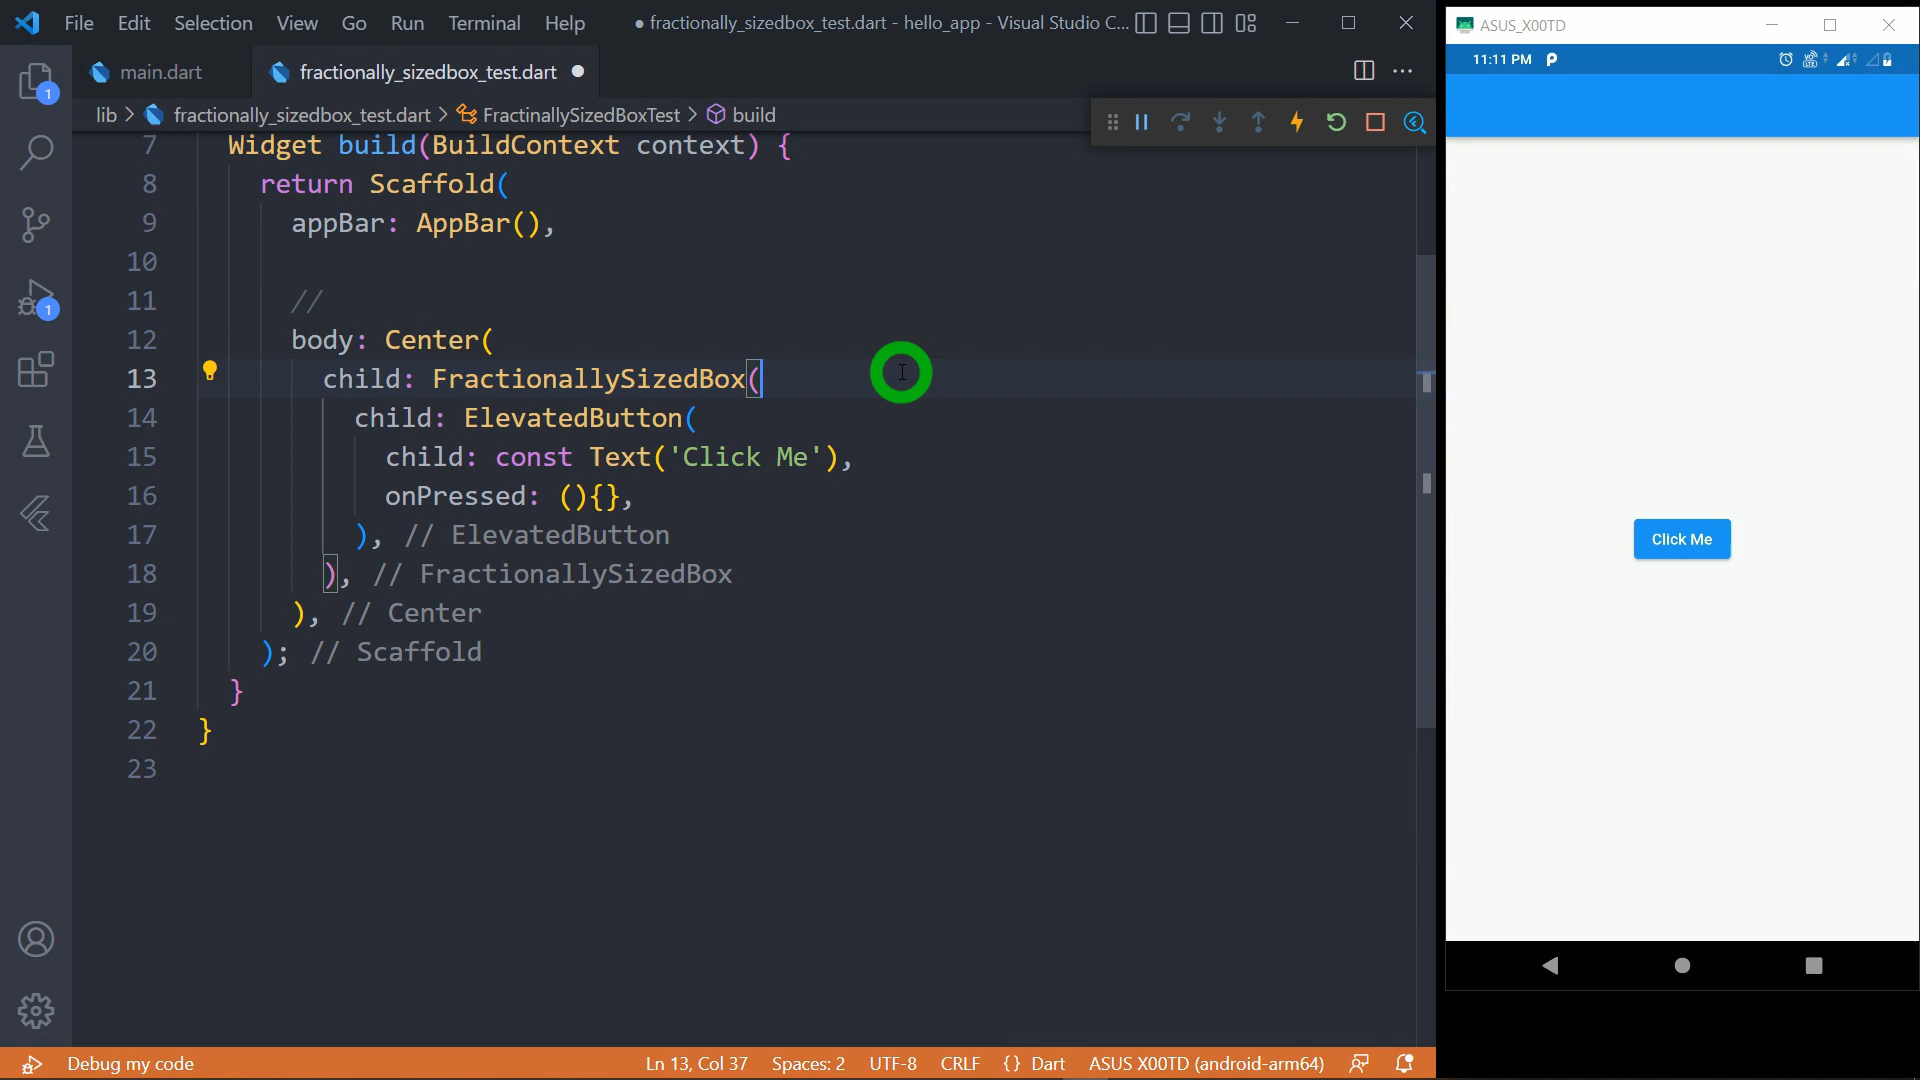 File Edit Selection View Go Run Terminal Help
● fractionally_sizedbox_test.dart - hello_app - Visual Studio C...
ASUS_X00TD
main.dart
fractionally_sizedbox_test.dart
11:11 PM
lib > fractionally_sizedbox_test.dart > FractinallySizedBoxTest > build
7 Widget build(BuildContext context) {
8 return Scaffold(
9 appBar: AppBar(),
10
11 //
12 body: Center(
13 child: FractionallySizedBox(
14 child: ElevatedButton(
15 child: const Text('Click Me'),
16 onPressed: (){},
17 ), // ElevatedButton
18 ), // FractionallySizedBox
19 ), // Center
20 ); // Scaffold
21 }
22 }
23
1
1
Click Me
Debug my code
Ln 13, Col 37 Spaces: 2 UTF-8 CRLF {} Dart ASUS X00TD (android-arm64)